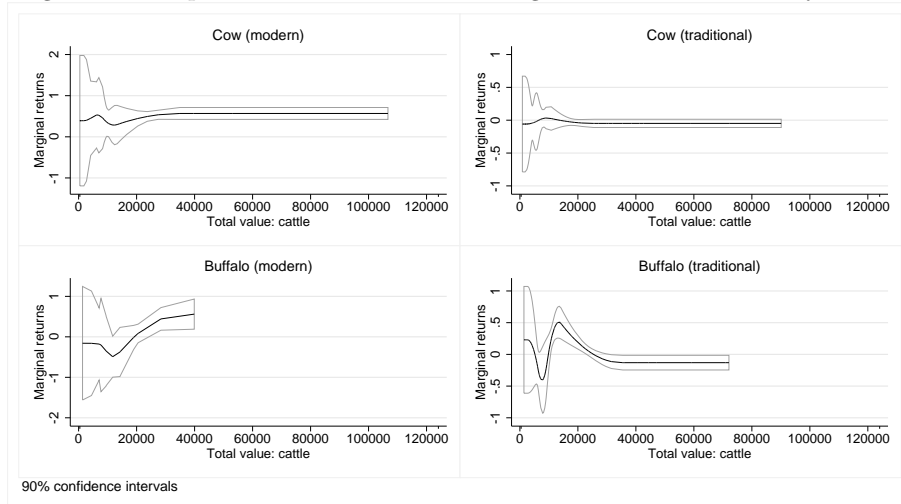 Cow (modern)
2
1
0
-1
Marginal returns
0 20000 40000 60000 80000 100000 120000
Total value: cattle
Cow (traditional)
1
.5
0
-.5
-1
Marginal returns
0 20000 40000 60000 80000 100000 120000
Total value: cattle
Buffalo (modern)
1
0
-1
-2
Marginal returns
0 20000 40000 60000 80000 100000 120000
Total value: cattle
Buffalo (traditional)
1
.5
0
-.5
-1
Marginal returns
0 20000 40000 60000 80000 100000 120000
Total value: cattle
90% confidence intervals